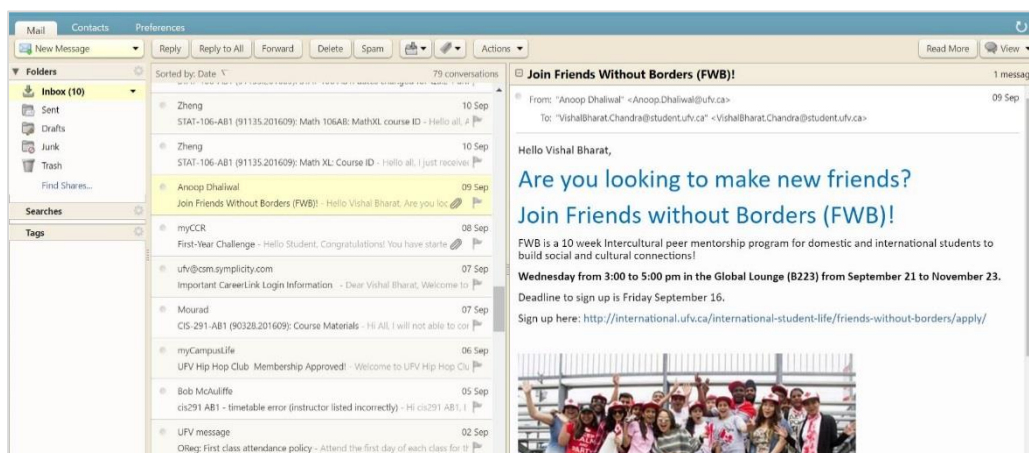 Mail Contacts Preferences
New Message Reply Reply to All Forward Delete Spam Actions Read More View
Folders
Inbox (10)
Sent
Drafts
Junk
Trash
Find Shares...
Searches
Tags
Sorted by: Date 79 conversations
Zheng 10 Sep
STAT-106-AB1 (91135.201609): Math 106AB: MathXL course ID - Hello all,
Zheng 10 Sep
STAT-106-AB1 (91135.201609): Math XL: Course ID - Hello all, I just receive
Anoop Dhaliwal 09 Sep
Join Friends Without Borders (FWB)! - Hello Vishal Bharat, Are you loo
myCCR 08 Sep
First-Year Challenge - Hello Student, Congratulations! You have starte
ufv@csm.symplicity.com 07 Sep
Important CareerLink Login Information - Dear Vishal Bharat, Welcome to
Mourad 07 Sep
CIS-291-AB1 (90328.201609): Course Materials - Hi All, I will not able to cor
myCampusLife 06 Sep
UFV Hip Hop Club Membership Approved! - Welcome to UFV Hip Hop Clu
Bob McAuliffe 05 Sep
cis291 AB1 - timetable error (instructor listed incorrectly) - Hi cis291 AB1,
UFV message 02 Sep
OReg: First class attendance policy - Attend the first day of each class for
Join Friends Without Borders (FWB)! 1 messag
From: "Anoop Dhaliwal" <Anoop.Dhaliwal@ufv.ca> 09 Sep
To: "VishalBharat.Chandra@student.ufv.ca" <VishalBharat.Chandra@student.ufv.ca>
Hello Vishal Bharat,
Are you looking to make new friends?
Join Friends without Borders (FWB)!
FWB is a 10 week Intercultural peer mentorship program for domestic and international students to
build social and cultural connections!
Wednesday from 3:00 to 5:00 pm in the Global Lounge (B223) from September 21 to November 23.
Deadline to sign up is Friday September 16.
Sign up here: http://international.ufv.ca/international-student-life/friends-without-borders/apply/